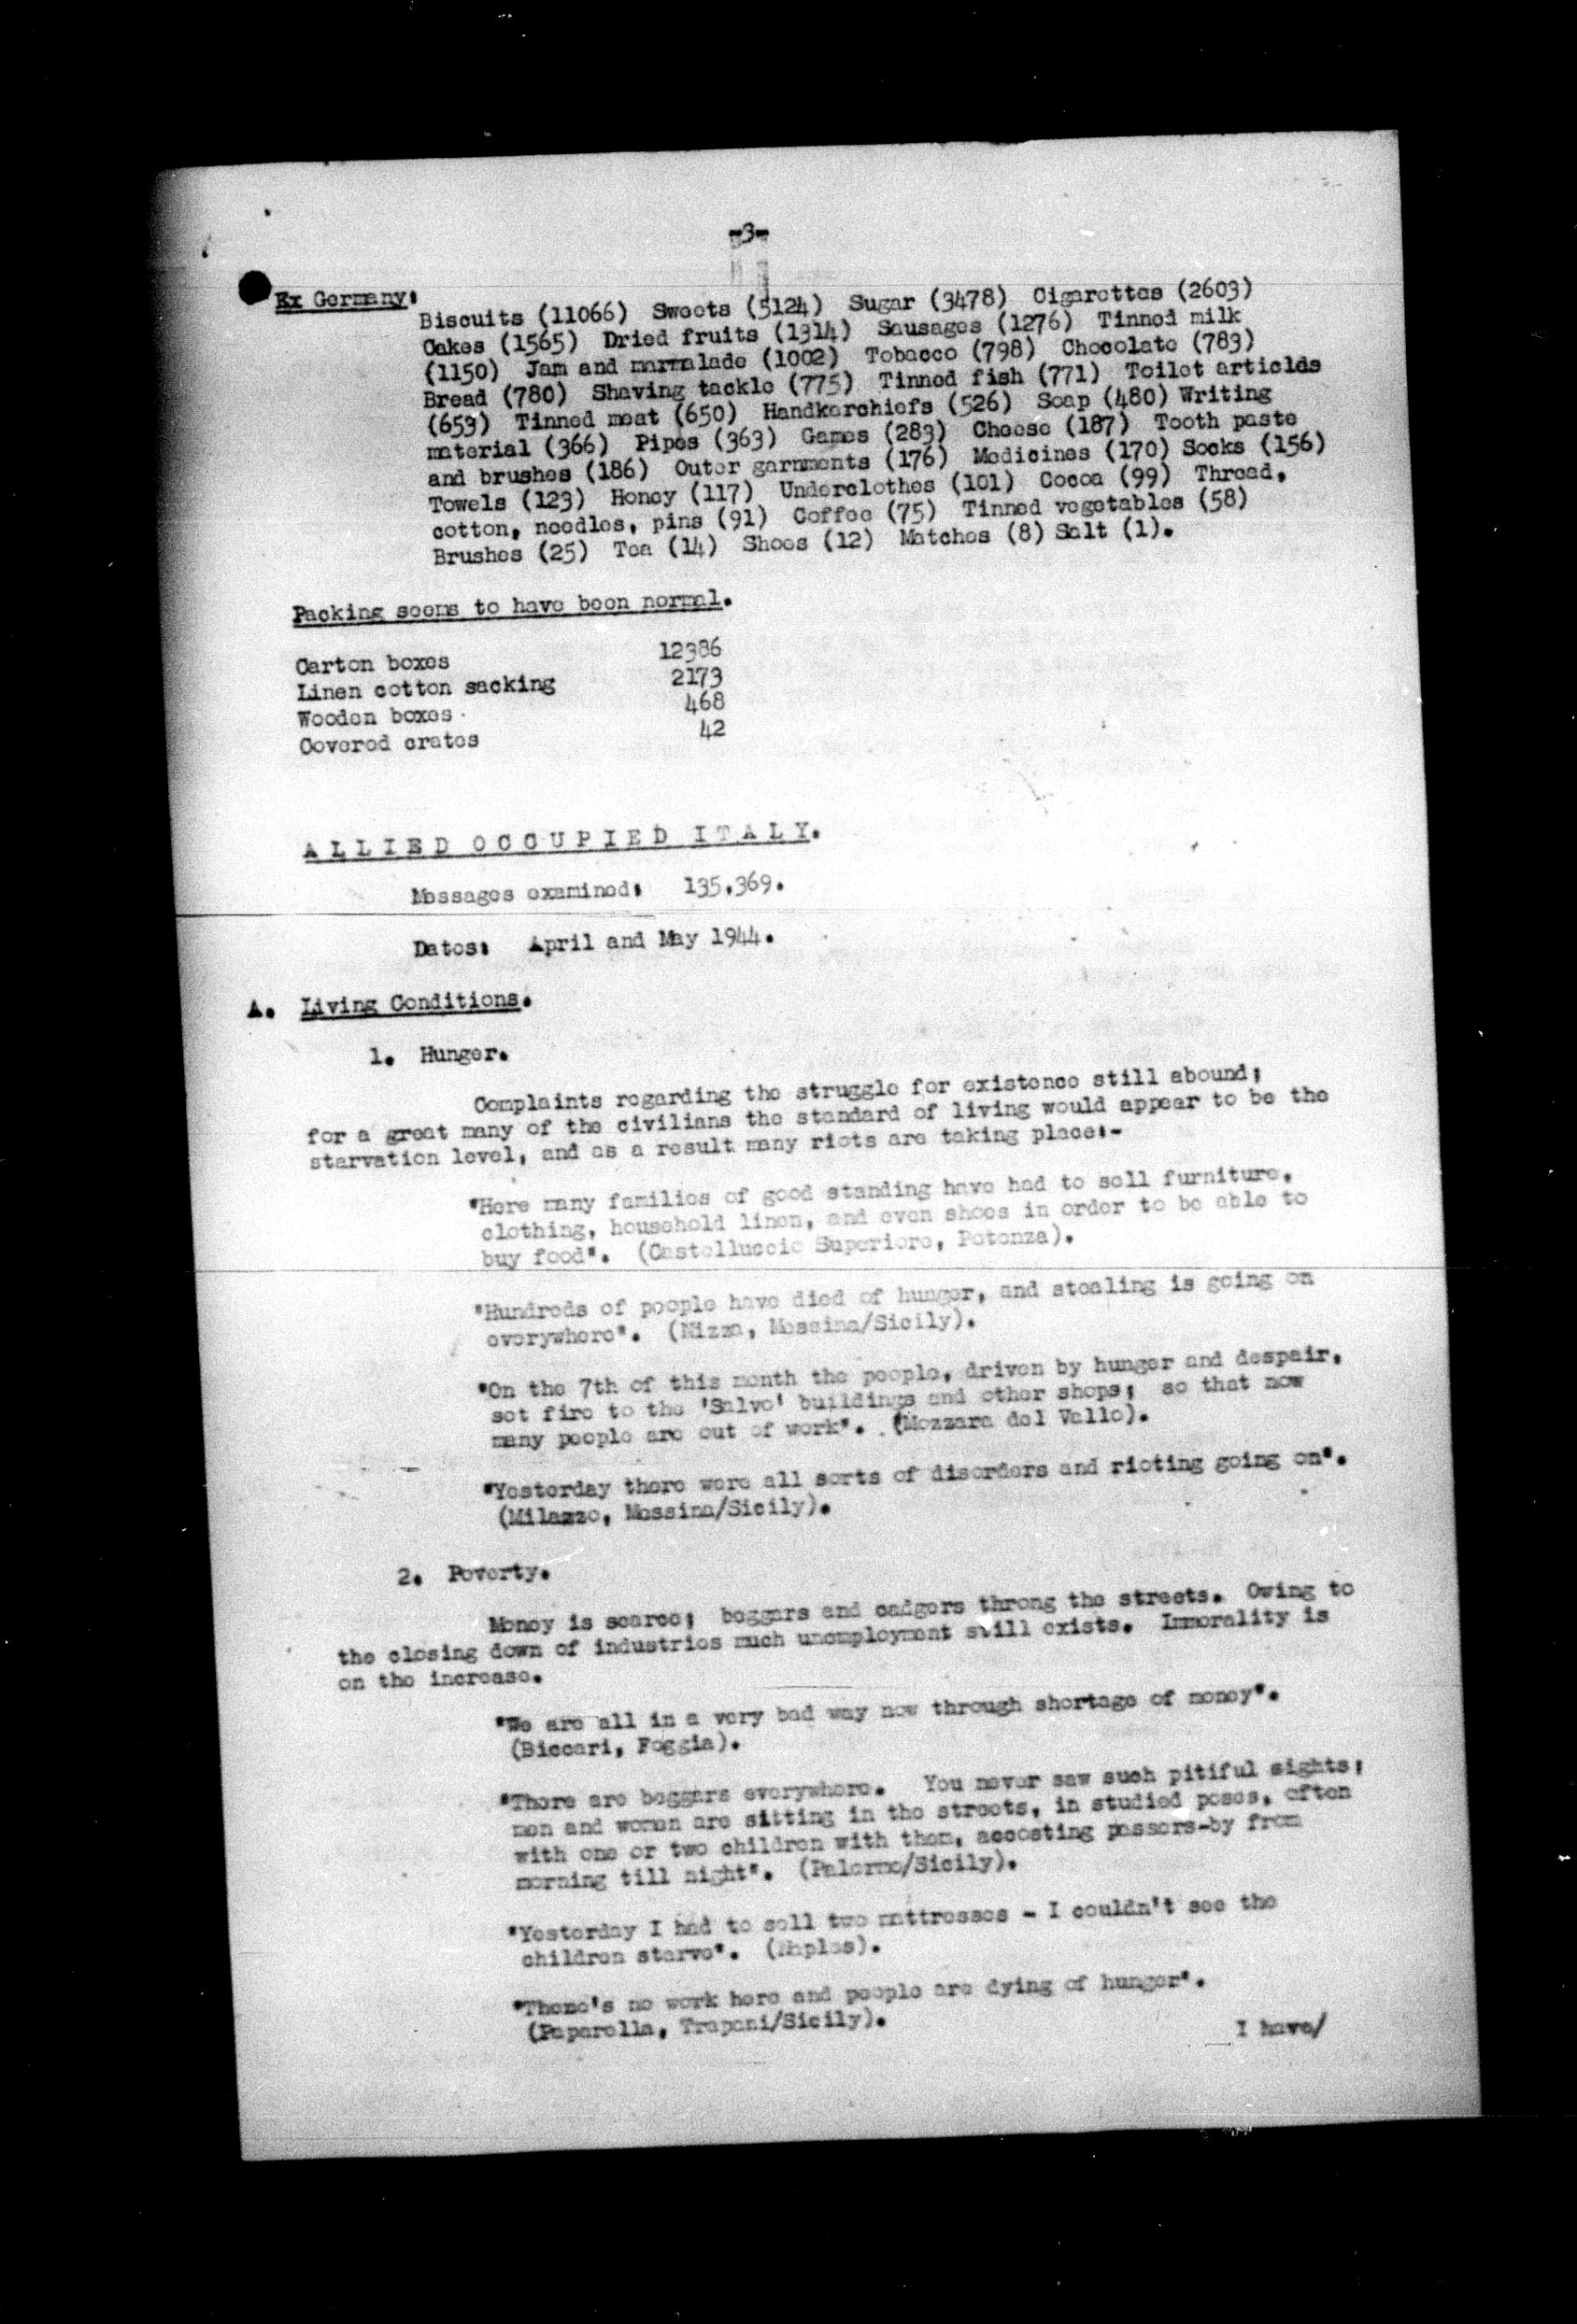 -3-
Ex Germany:
Biscuits (11066) Sweets (5124) Sugar (3478) Cigarettes (2603)
Cakes (1565) Dried fruits (1314) Sausages (1276) Tinned milk
(1150) Jam and marmalade (1002) Tobacco (798) Chocolate (783)
Bread (780) Shaving tackle (775) Tinned fish (771) Toilet articlds
(653) Tinned meat (650) Handkerchiefs (526) Soap (480) Writing
material (366) Pipes (363) Games (283) Cheese (187) Tooth paste
and brushes (186) Outer garmments (176) Medicines (170) Socks (156)
Towels (123) Honey (117) Underclothes (101) Cocoa (99) Thread,
cotton, needles, pins (91) Coffee (75) Tinned vegetables (58)
Brushes (25) Tea (14) Shoes (12) Matches (8) Salt (1).
Packing seems to have been normal.
Carton boxes 12386
Linen cotton sacking 2173
Wooden boxes 468
Covered crates 42
ALLIED OCCUPIED ITALY.
Messages examined: 135,369.
Dates: April and May 1944.
A. Living Conditions.
1. Hunger.
Complaints regarding the struggle for existence still abound;
for a great many of the civilians the standard of living would appear to be the
starvation level, and as a result many riots are taking place:-
"Here many families of good standing have had to sell furniture,
clothing, household linen, and even shoes in order to be able to
buy food". (Castelluccio Superiore, Potenza).
"Hundreds of people have died of hunger, and stealing is going on
everywhere". (Nizza, Messina/Sicily).
"On the 7th of this month the people, driven by hunger and despair,
set fire to the 'Salvo' buildings and other shops; so that now
many people are out of work". (Mezzara del Vallo).
"Yesterday there were all sorts of disorders and rioting going on".
(Milazzo, Messina/Sicily).
2. Poverty.
Money is scarce; beggars and cadgers throng the streets. Owing to
the closing down of industries much unemployment still exists. Immorality is
on the increase.
"We are all in a very bad way now through shortage of money".
(Biccari, Foggia).
"There are beggars everywhere. You never saw such pitiful sights;
men and women are sitting in the streets, in studied poses, often
with one or two children with them, accosting passers-by from
morning till night". (Palermo/Sicily).
"Yesterday I had to sell two mattresses - I couldn't see the
children starve". (Naples).
"There's no work here and people are dying of hunger".
(Paparella, Trapani/Sicily).
I have/